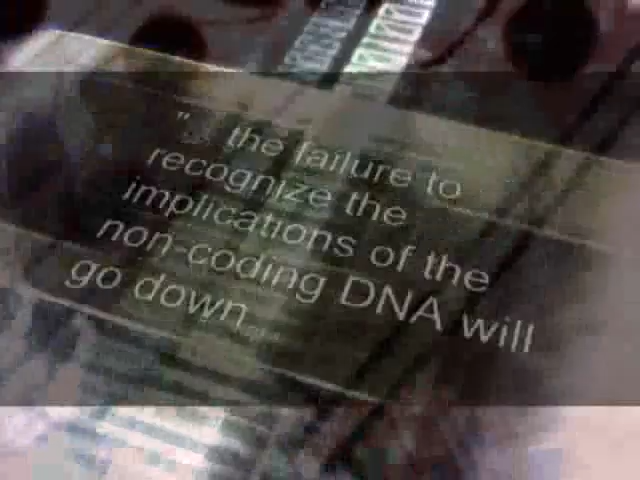 "... the failure to
recognize the
implications of the
non-coding DNA will
go down...